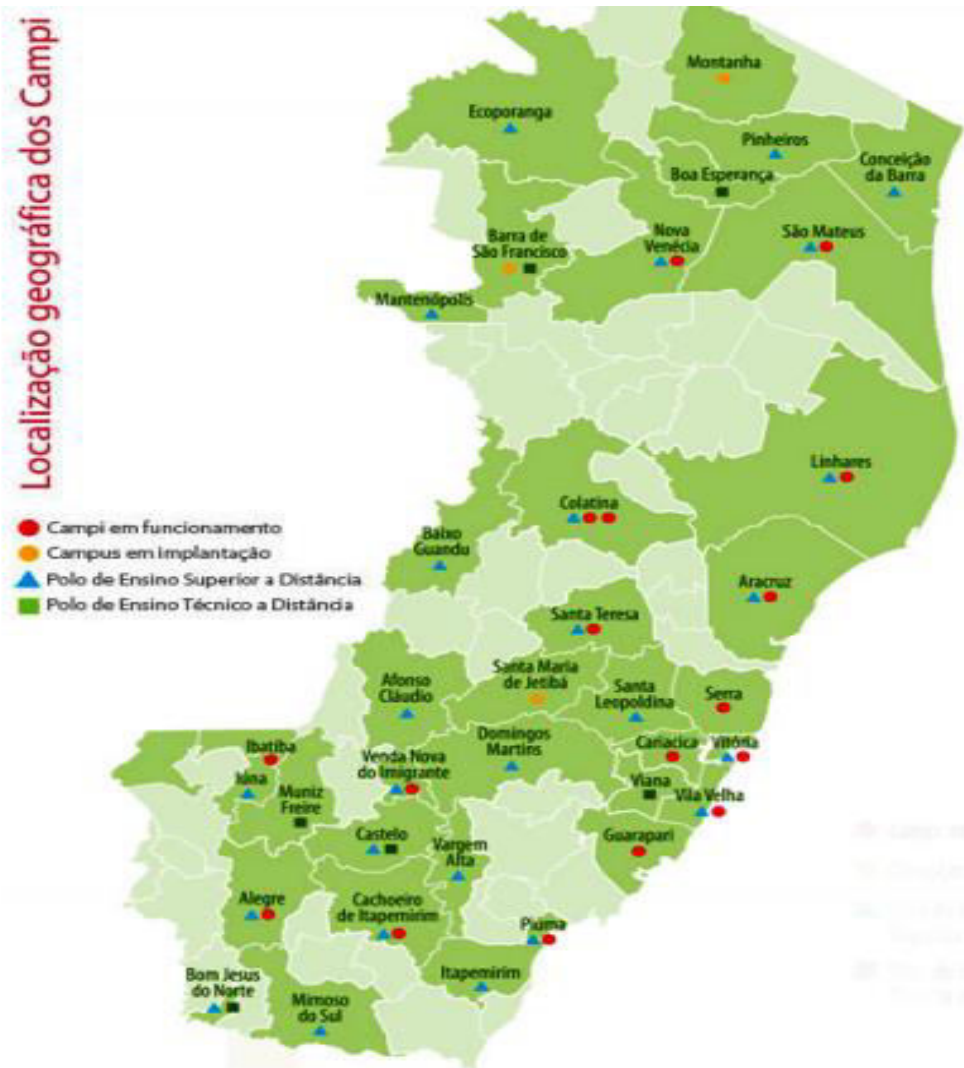 Localização geográfica dos Campi
Montanha
Ecoporanga
Pinheiros
Conceição
da Barra
Boa Esperança
Nova
Venécia
São Mateus
Barra de
São Francisco
Mantenópolis
Linhares
Colatina
Campi em funcionamento
Campus em implantação
Polo de Ensino Superior a Distância
Polo de Ensino Técnico a Distância
Baixo
Guandu
Aracruz
Santa Teresa
Santa Maria
de Jetibá
Afonso
Cláudio
Santa
Leopoldina
Serra
Domingos
Martins
Cariacica
Vitória
Ibatiba
Venda Nova
do Imigrante
Iúna
Muniz
Freire
Viana
Vila Velha
Castelo
Vargem
Alta
Guarapari
Alegre
Cachoeiro
de Itapemirim
Piuma
Bom Jesus
do Norte
Itapemirim
Mimoso
do Sul